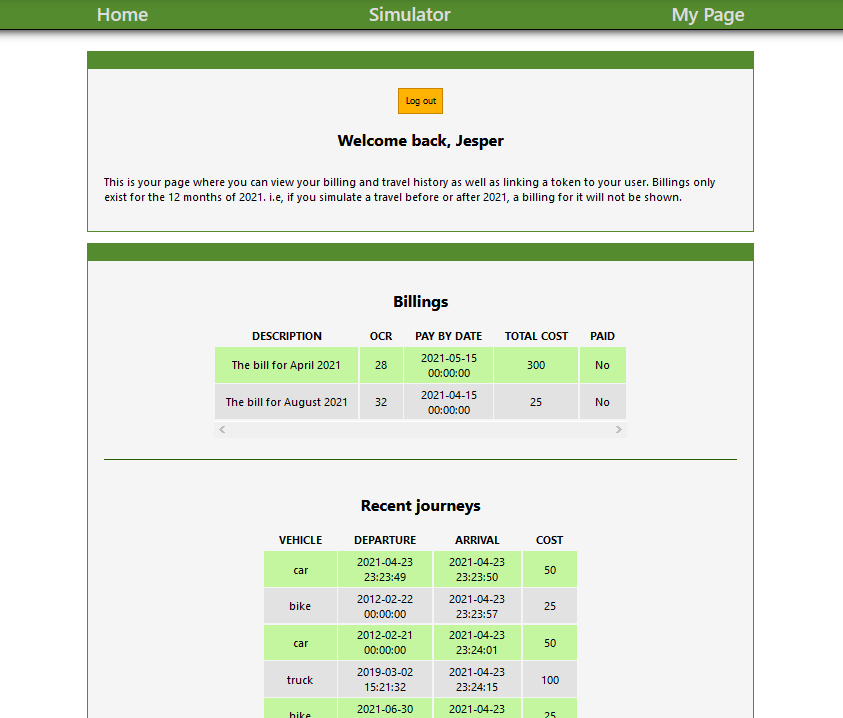 Home Simulator My Page
Log out
Welcome back, Jesper
This is your page where you can view your billing and travel history as well as linking a token to your user. Billings only
exist for the 12 months of 2021. i.e, if you simulate a travel before or after 2021, a billing for it will not be shown.
Billings
DESCRIPTION OCR PAY BY DATE TOTAL COST PAID
The bill for April 2021 28 2021-05-15 00:00:00 300 No
The bill for August 2021 32 2021-04-15 00:00:00 25 No
Recent journeys
VEHICLE DEPARTURE ARRIVAL COST
car 2021-04-23 23:23:49 2021-04-23 23:23:50 50
bike 2012-02-22 00:00:00 2021-04-23 23:23:57 25
car 2012-02-21 00:00:00 2021-04-23 23:24:01 50
truck 2019-03-02 15:21:32 2021-04-23 23:24:15 100
bike 2021-06-30 2021-04-23 25